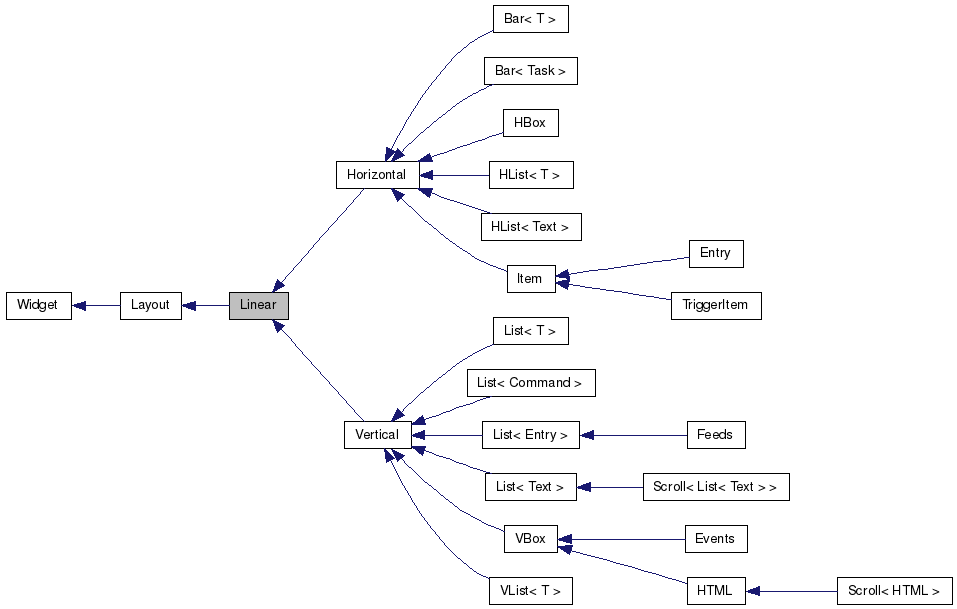 Bar< T >
Bar< Task >
HBox
Horizontal
HList< T >
HList< Text >
Entry
Item
Widget
Layout
Linear
TriggerItem
List< T >
List< Command >
Vertical
List< Entry >
Feeds
List< Text >
Scroll< List< Text > >
VBox
Events
VList< T >
HTML
Scroll< HTML >